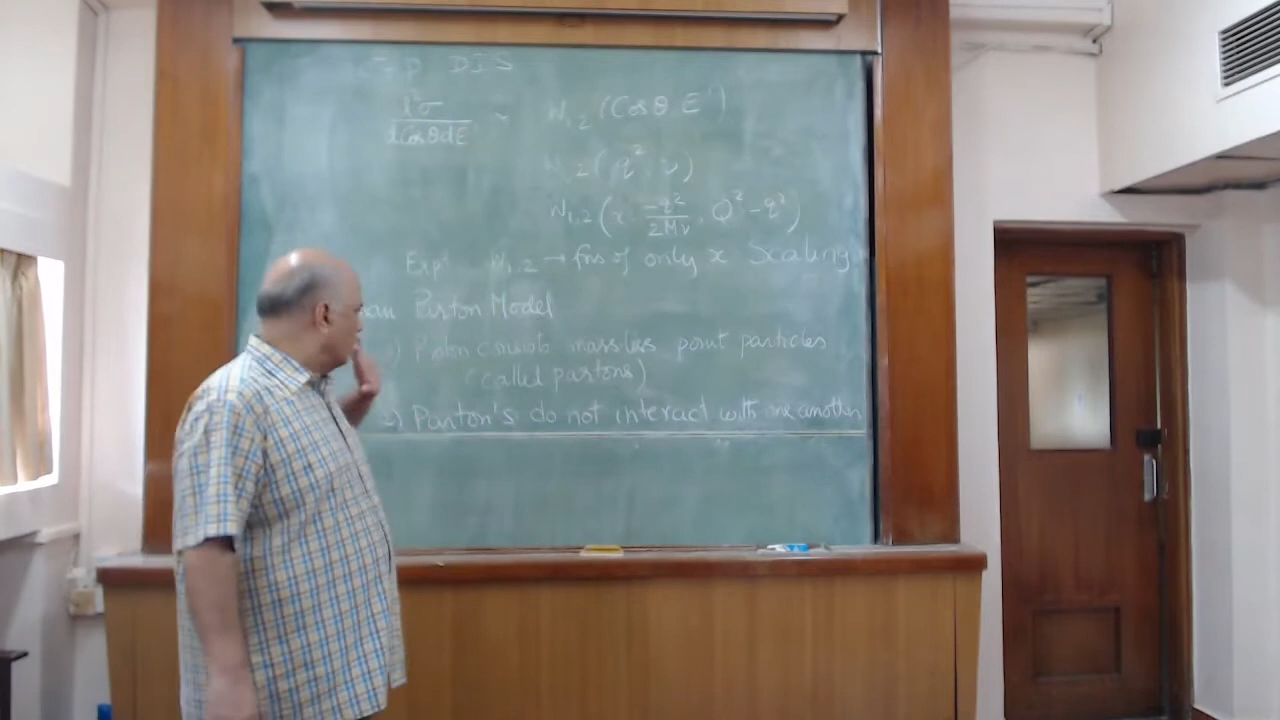 p DIS
d²σ / dCosθdE' ~ W₁,₂ (Cosθ E')
W₂ (q², ν)
W₁,₂ (x = -q²/2Mν, Q² = -q²)
Expt W₁,₂ → fns of only x Scaling
Parton Model
1) Proton consists massless point particles
(called partons)
2) Parton's do not interact with one another